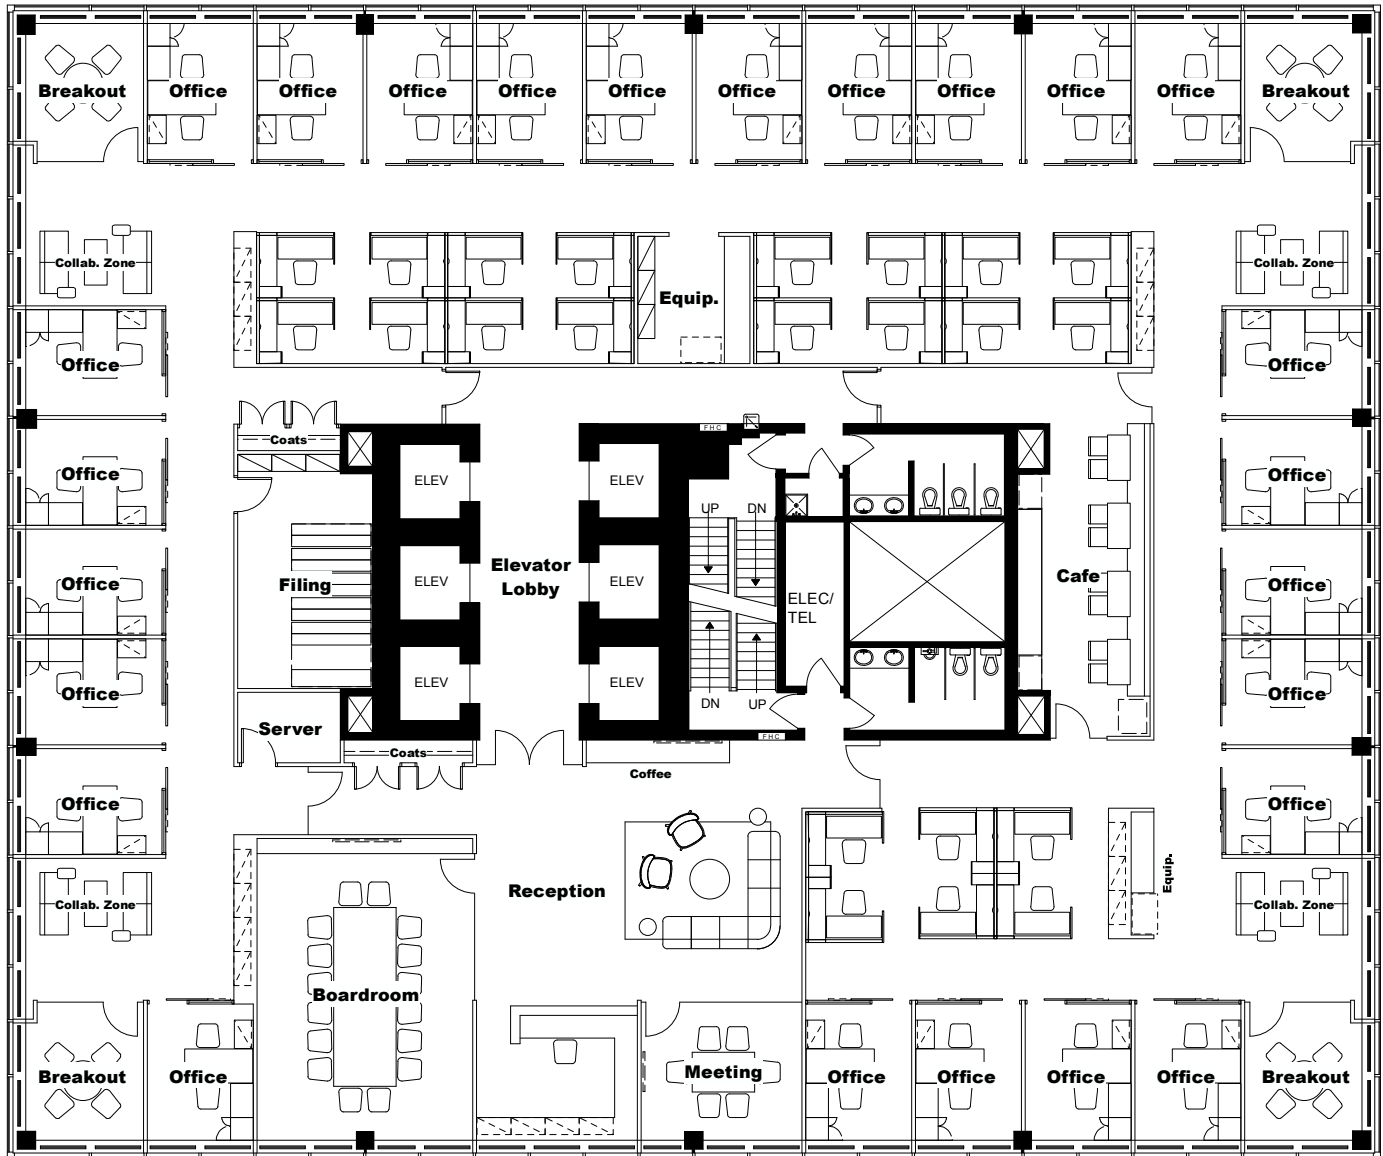 Breakout
Office
Office
Office
Office
Office
Office
Office
Office
Office
Office
Breakout
Collab. Zone
Collab. Zone
Equip.
Office
Office
FHC
Coats
Office
ELEV
ELEV
Office
UP
DN
Elevator
Lobby
Office
Filing
ELEV
ELEV
Cafe
Office
ELEC/
TEL
Office
ELEV
ELEV
Office
DN
UP
Server
FHC
Coats
Coffee
Office
Office
Equip.
Collab. Zone
Reception
Collab. Zone
Boardroom
Breakout
Office
Meeting
Office
Office
Office
Office
Breakout